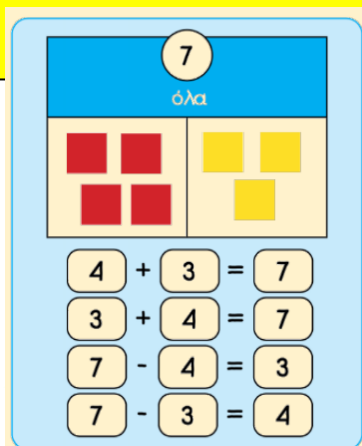 7
όλα
4 + 3 = 7
3 + 4 = 7
7 - 4 = 3
7 - 3 = 4